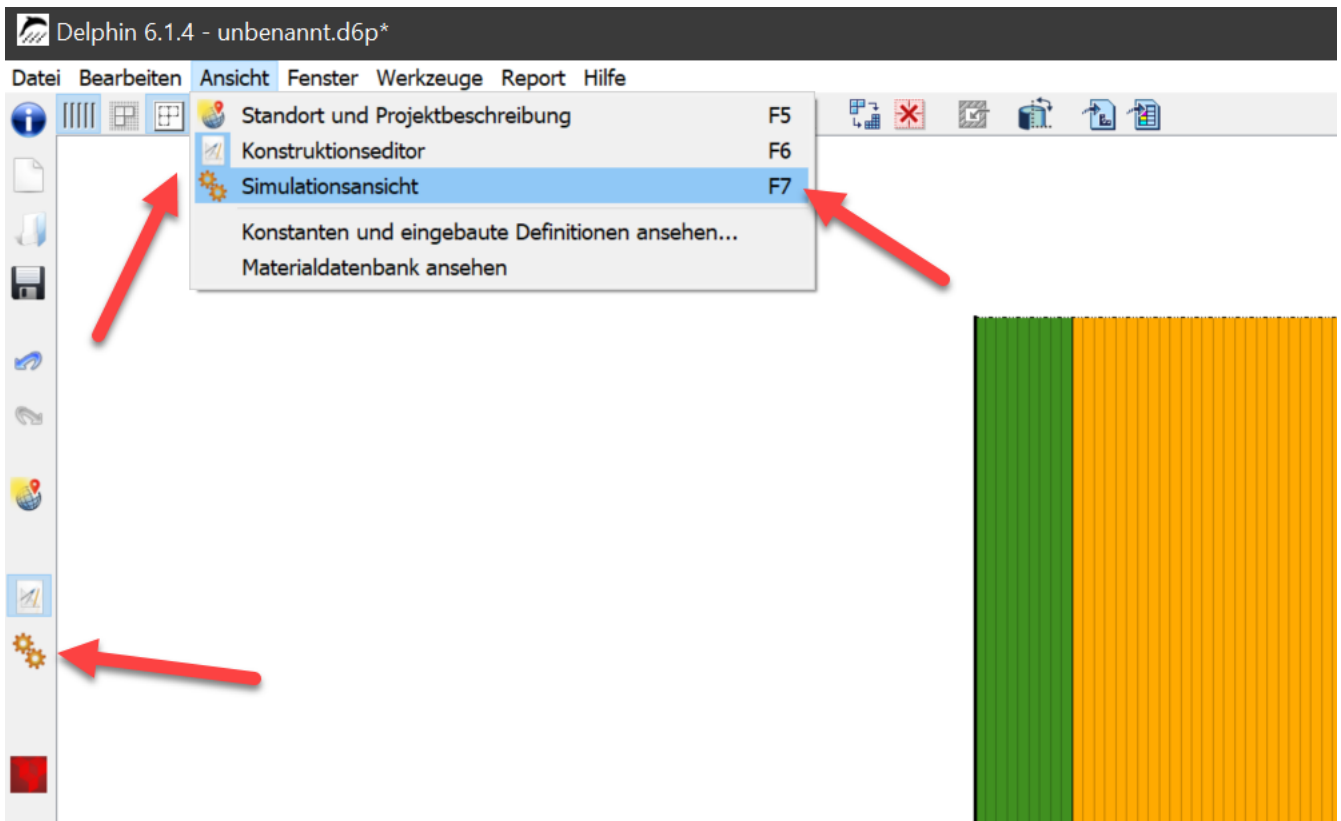 Delphin 6.1.4 - unbenannt.d6p*
Datei Bearbeiten Ansicht Fenster Werkzeuge Report Hilfe
Standort und Projektbeschreibung F5
Konstruktionseditor F6
Simulationsansicht F7
Konstanten und eingebaute Definitionen ansehen...
Materialdatenbank ansehen